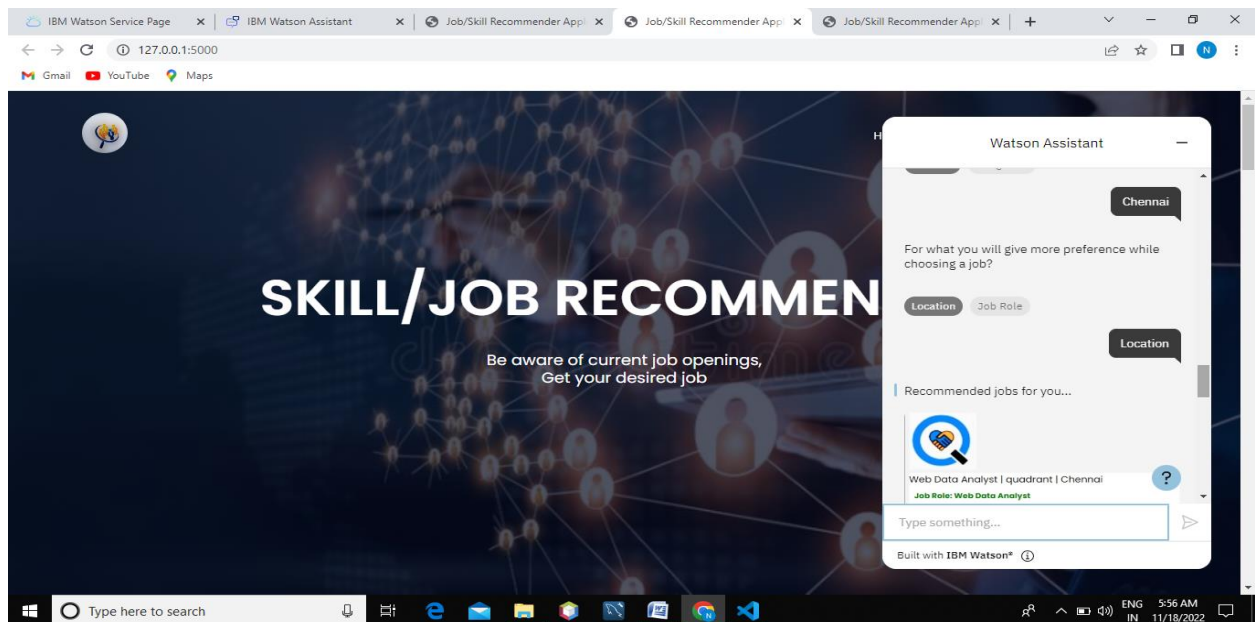 IBM Watson Service Page
IBM Watson Assistant
Job/Skill Recommender Appl
Job/Skill Recommender App
Job/Skill Recommender Appl
127.0.0.1:5000
N
Gmail
YouTube
Maps
H
SKILL/JOB RECOMMEN
Be aware of current job openings,
Get your desired job
Watson Assistant
Chennai
For what you will give more preference while
choosing a job?
Location
Job Role
Location
Recommended jobs for you...
Web Data Analyst | quadrant | Chennai
Job Role: Web Data Analyst
?
Type something...
Built with IBM Watson®
Type here to search
ENG
IN
5:56 AM
11/18/2022